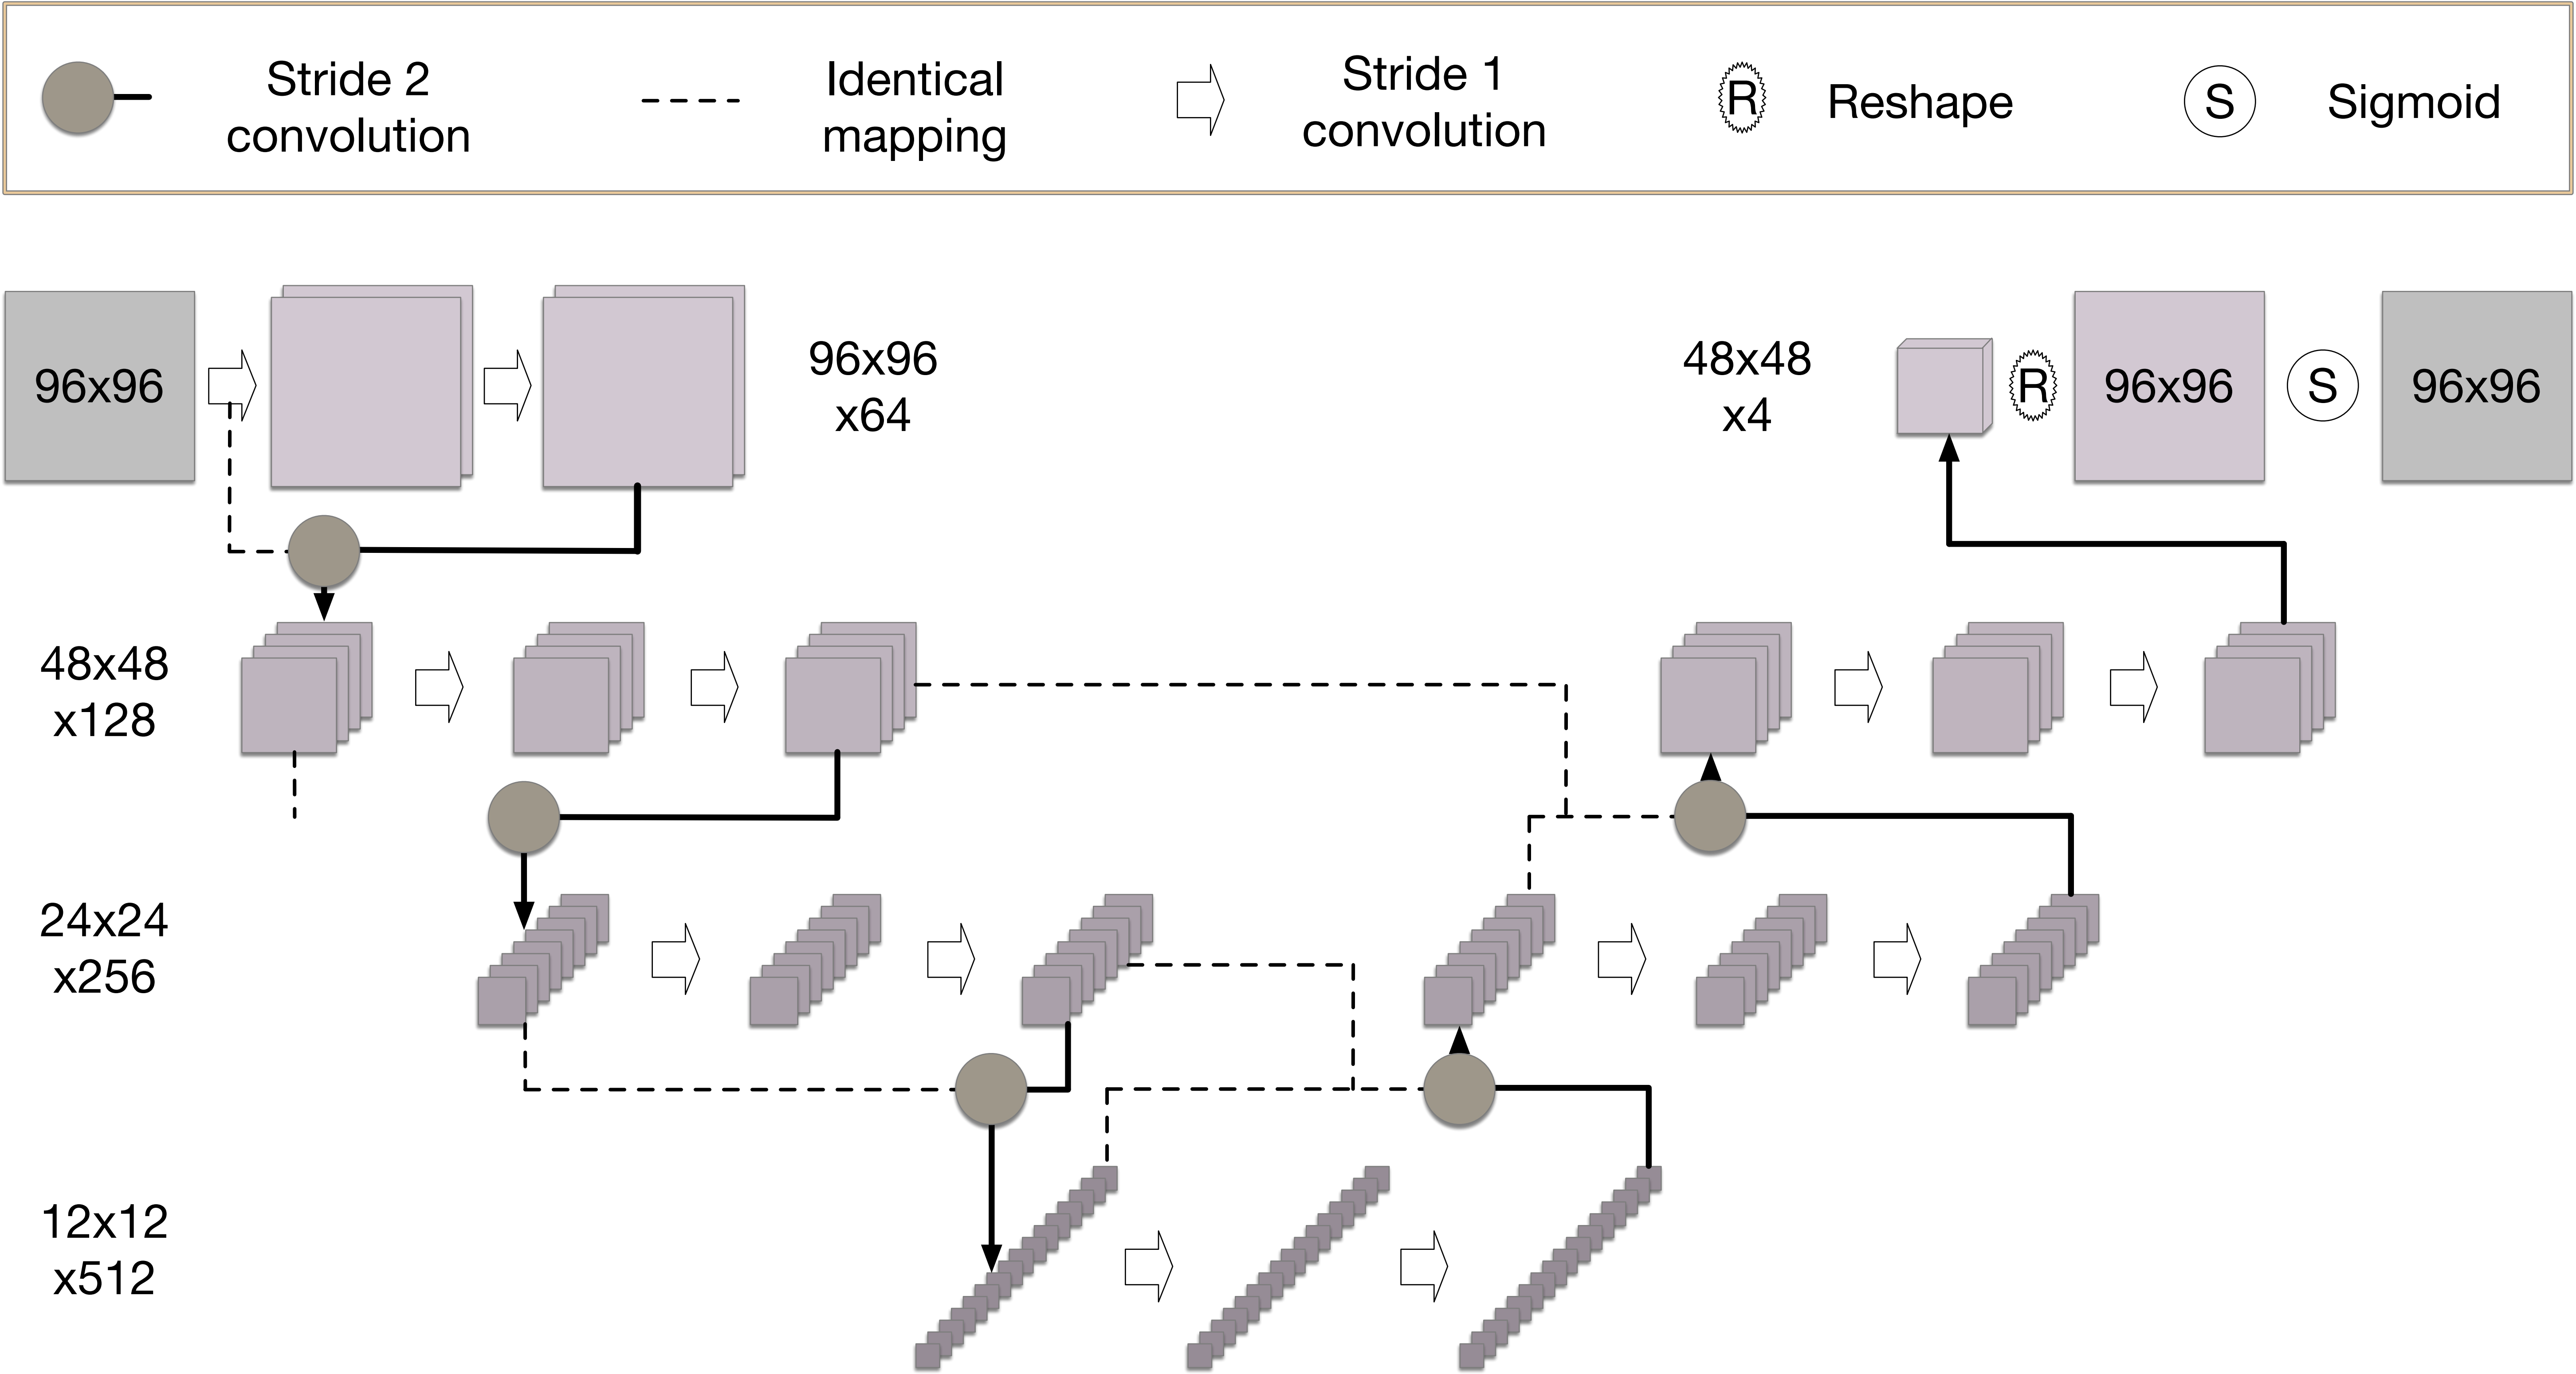 Stride 2
convolution
Identical
mapping
Stride 1
convolution
R
Reshape
S
Sigmoid
96x96
96x96
x64
48x48
x4
R
96x96
S
96x96
48x48
x128
24x24
x256
12x12
x512